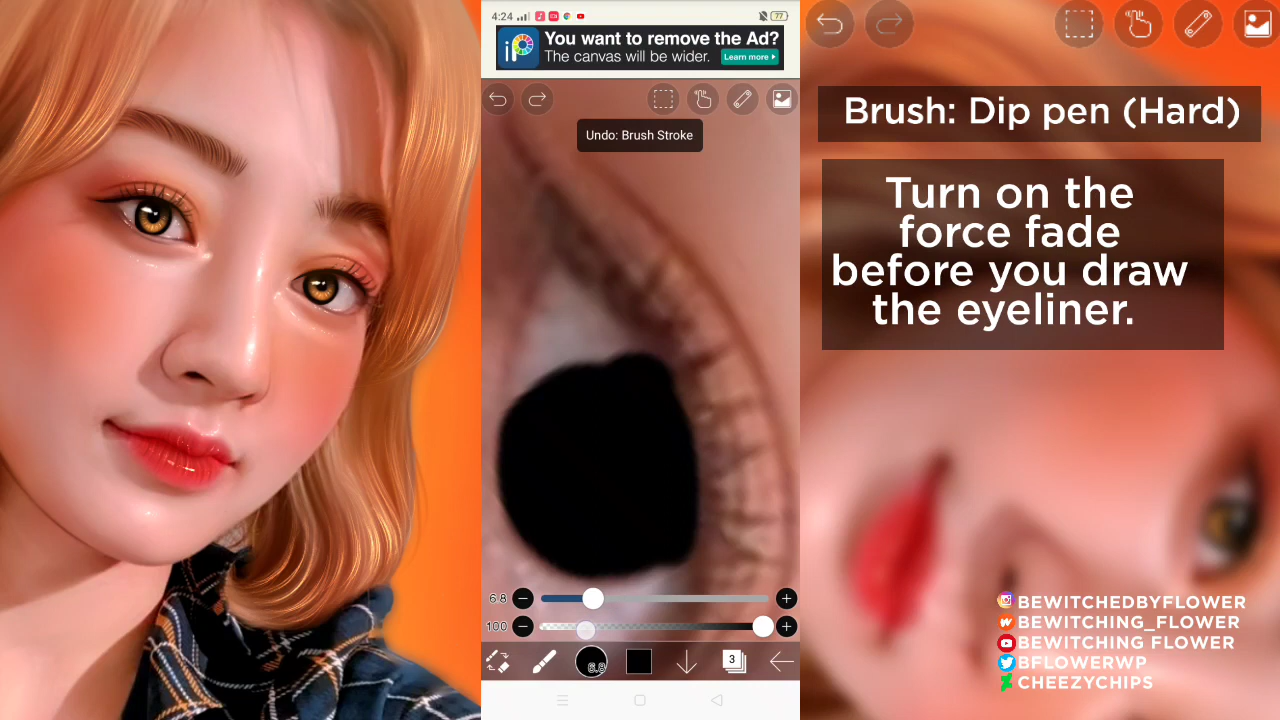 4:24
77
iP
You want to remove the Ad?
The canvas will be wider.
Learn more
Undo: Brush Stroke
6.8
100
6.8
3
Brush: Dip pen (Hard)
Turn on the
force fade
before you draw
the eyeliner.
BEWITCHEDBYFLOWER
BEWITCHING_FLOWER
BEWITCHING FLOWER
BFLOWERWP
CHEEZYCHIPS